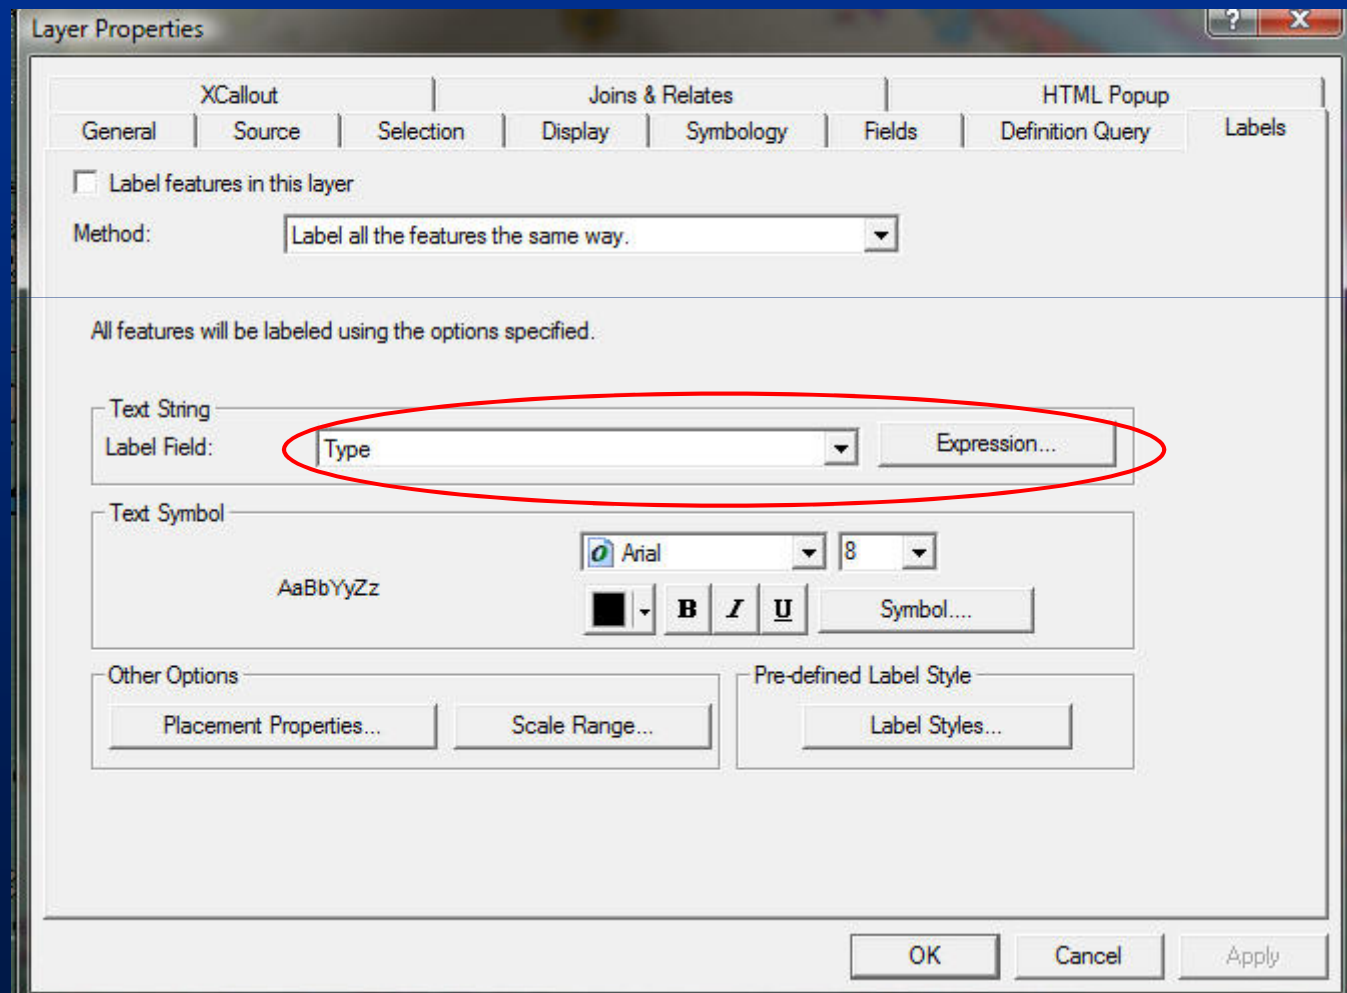 Layer Properties
?
X
XCallout Joins & Relates HTML Popup
General Source Selection Display Symbology Fields Definition Query Labels
Label features in this layer
Method: Label all the features the same way.
All features will be labeled using the options specified.
Text String
Label Field: Type Expression...
Text Symbol
AaBbYyZz
Arial 8
B I U Symbol....
Other Options
Placement Properties... Scale Range...
Pre-defined Label Style
Label Styles...
OK Cancel Apply